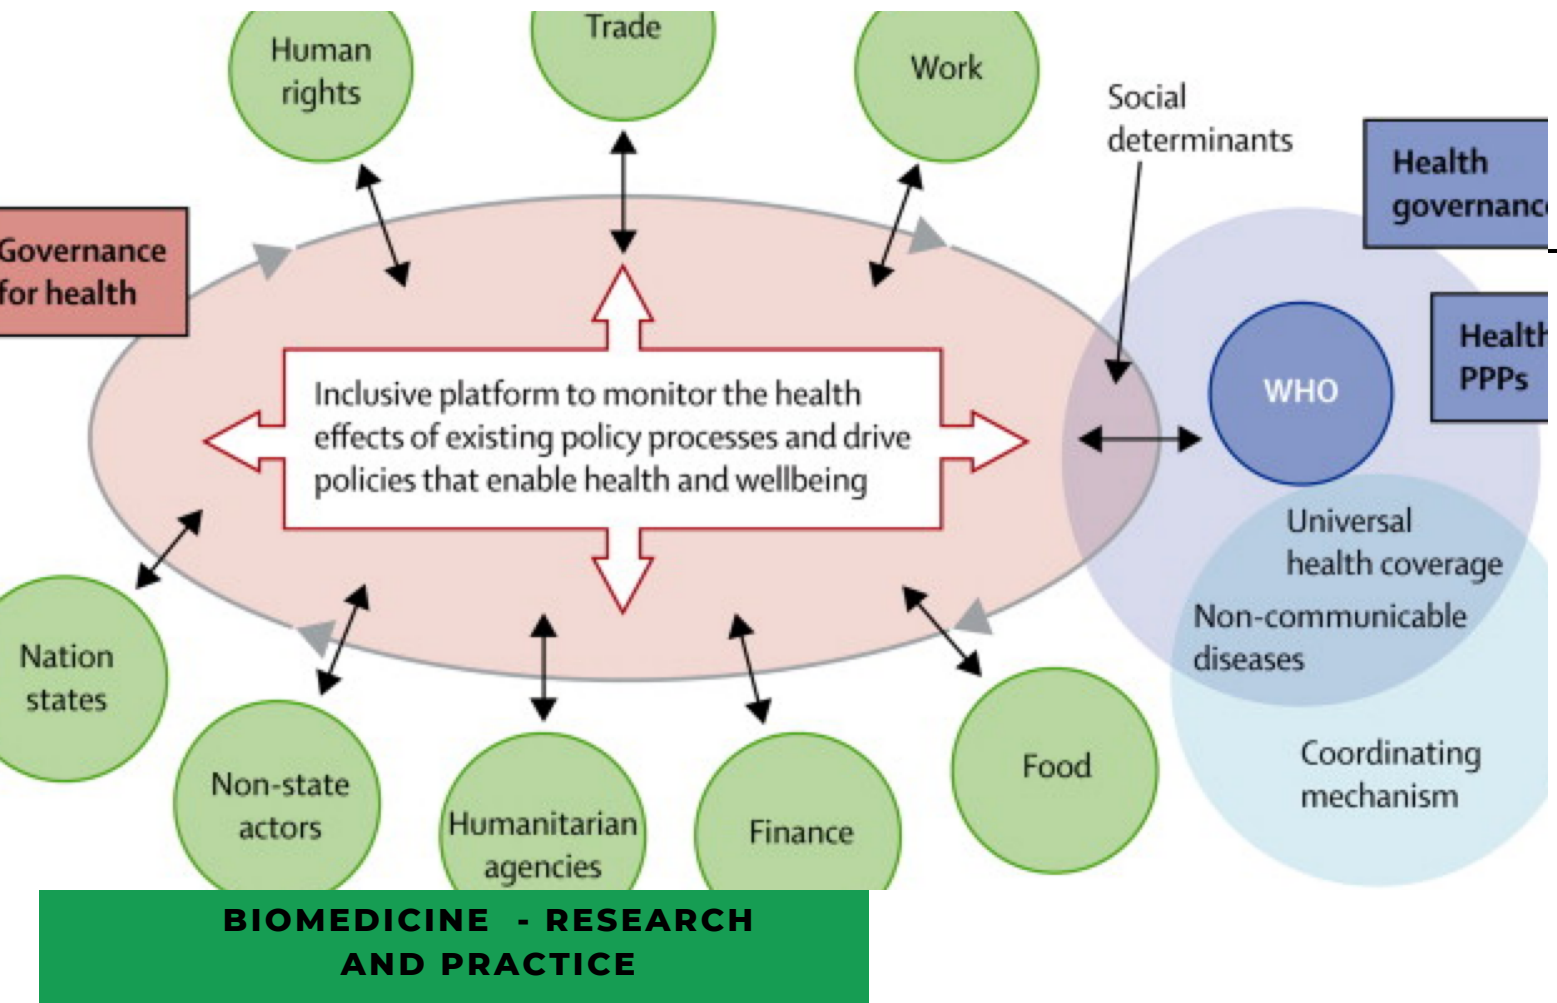 Human
rights
Trade
Work
Social
determinants
Health
governance
Governance
for health
Health
PPPs
WHO
Inclusive platform to monitor the health
effects of existing policy processes and drive
policies that enable health and wellbeing
Universal
health coverage
Non-communicable
diseases
Nation
states
Non-state
actors
Humanitarian
agencies
Finance
Food
Coordinating
mechanism
BIOMEDICINE - RESEARCH
AND PRACTICE